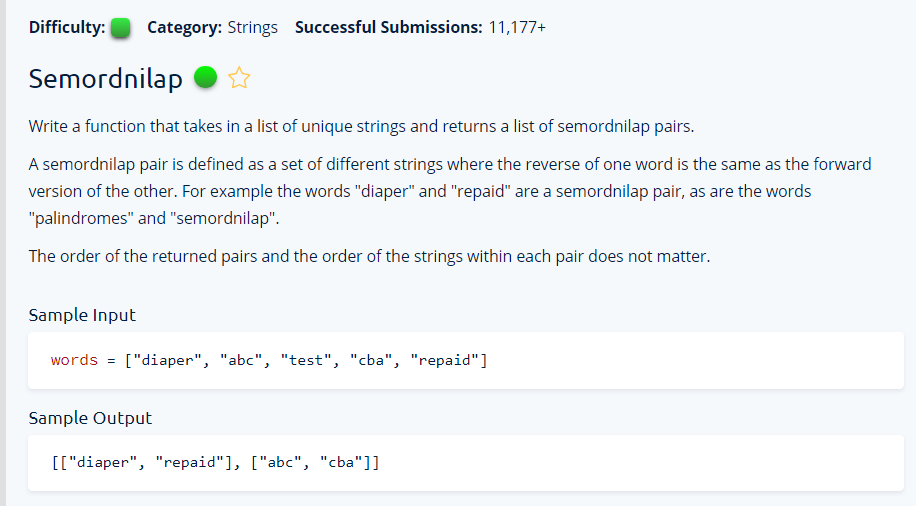 Difficulty: Category: Strings Successful Submissions: 11,177+
Semordnilap
Write a function that takes in a list of unique strings and returns a list of semordnilap pairs.
A semordnilap pair is defined as a set of different strings where the reverse of one word is the same as the forward
version of the other. For example the words "diaper" and "repaid" are a semordnilap pair, as are the words
"palindromes" and "semordnilap".
The order of the returned pairs and the order of the strings within each pair does not matter.
Sample Input
words = ["diaper", "abc", "test", "cba", "repaid"]
Sample Output
[["diaper", "repaid"], ["abc", "cba"]]